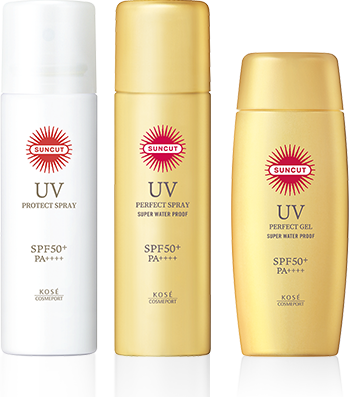 SUNCUT
UV
PROTECT SPRAY
SPF50+
PA++++
KOSÉ
COSMEPORT
SUNCUT
UV
PERFECT SPRAY
SUPER WATER PROOF
SPF50+
PA++++
KOSÉ
COSMEPORT
SUNCUT
UV
PERFECT GEL
SUPER WATER PROOF
SPF50+
PA++++
KOSÉ
COSMEPORT